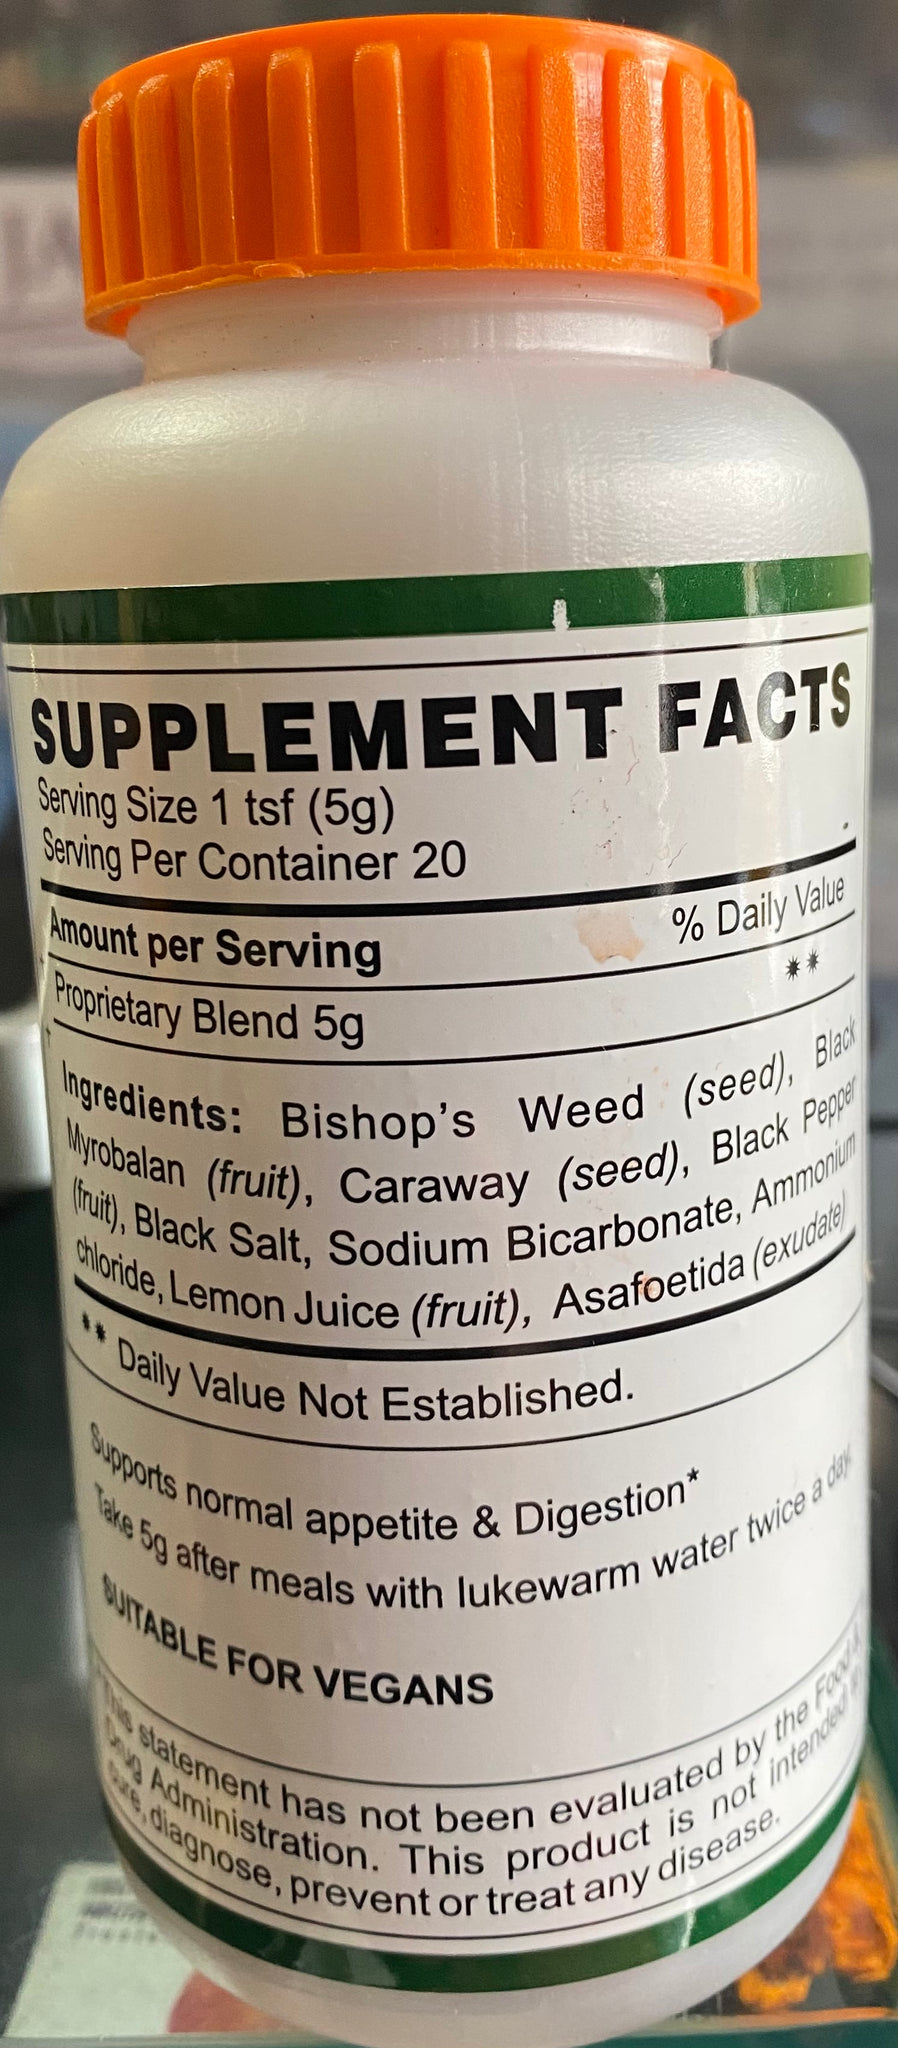 SUPPLEMENT FACTS
Serving Size 1 tsf (5g)
Serving Per Container 20
Amount per Serving % Daily Value
Proprietary Blend 5g **
Ingredients: Bishop's Weed (seed), Black
Myrobalan (fruit), Caraway (seed), Black Pepper
(fruit), Black Salt, Sodium Bicarbonate, Ammonium
chloride, Lemon Juice (fruit), Asafoetida (exudate)
** Daily Value Not Established.
Supports normal appetite & Digestion*
Take 5g after meals with lukewarm water twice a day.
SUITABLE FOR VEGANS
This statement has not been evaluated by the Food &
Drug Administration. This product is not intended
cure, diagnose, prevent or treat any disease.